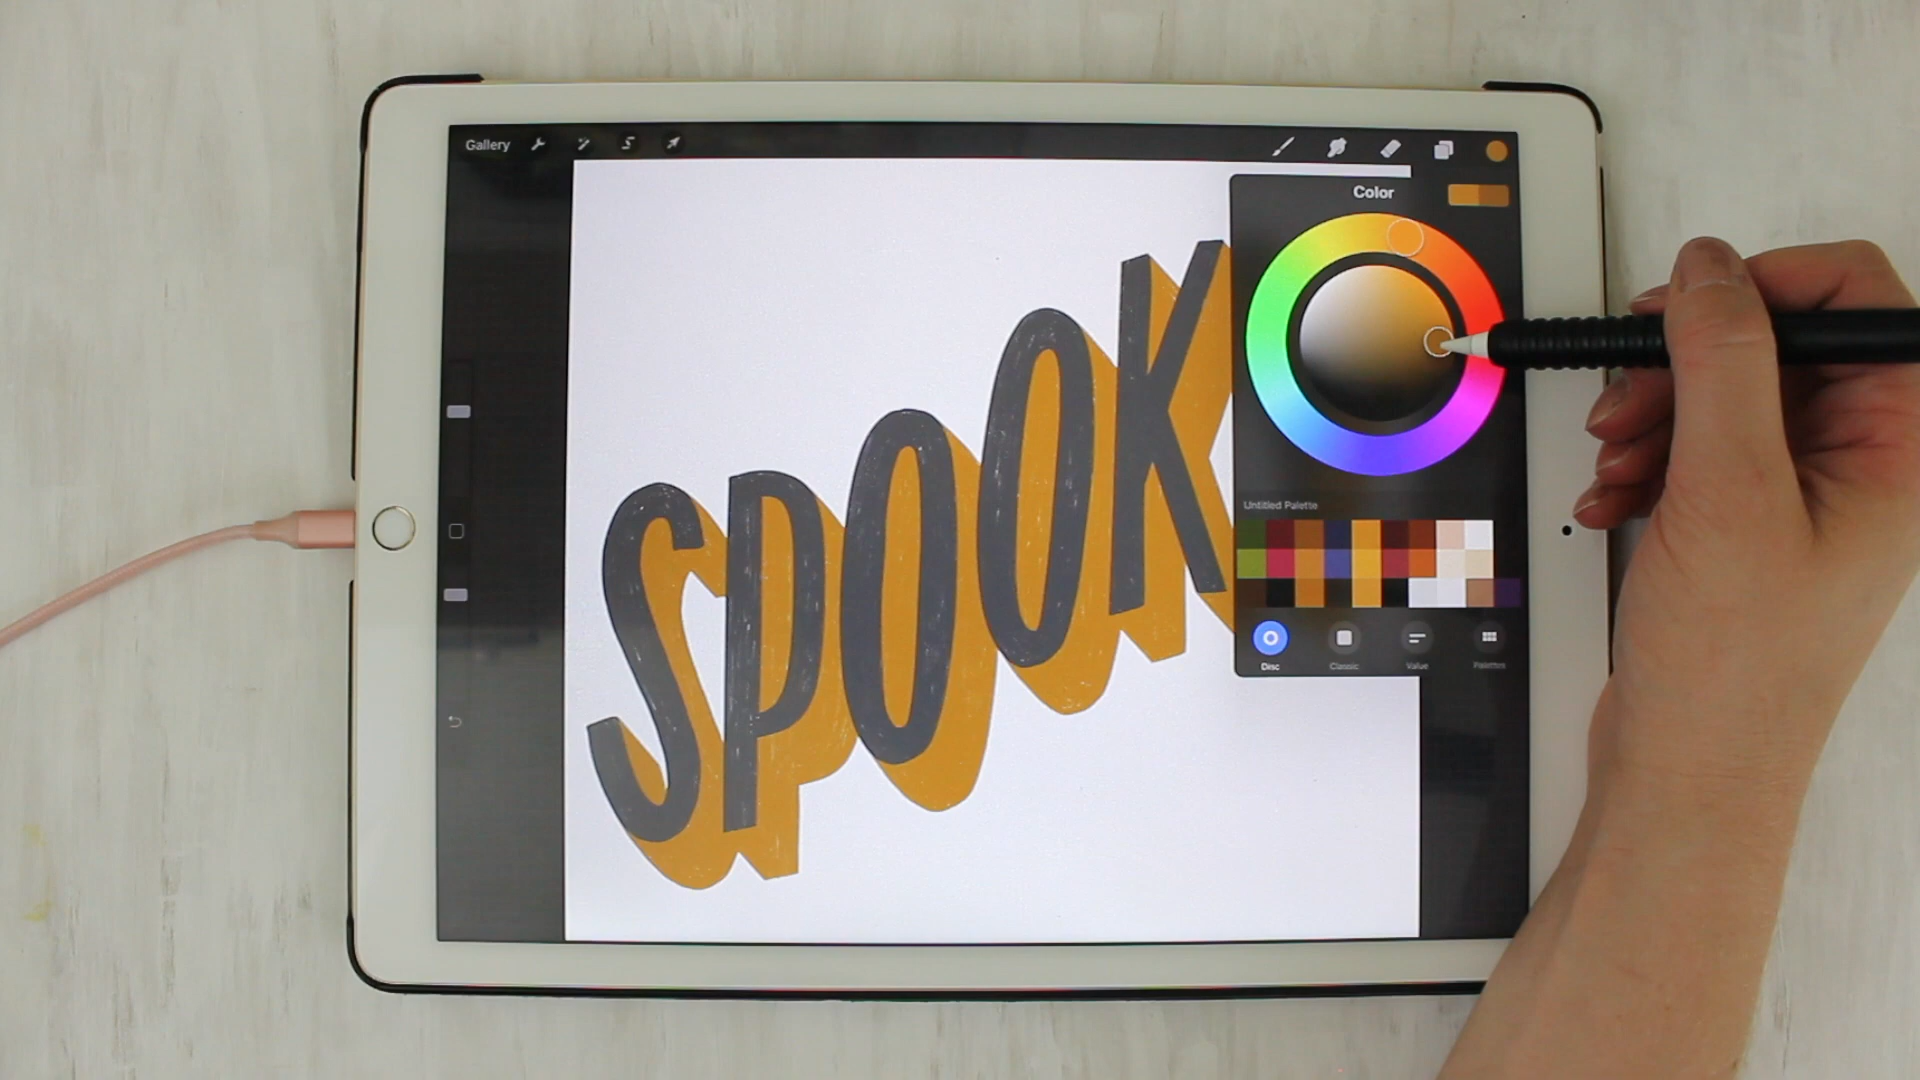 Gallery
Color
SPOOK
Untitled Palette
Disc Classic Value Palettes